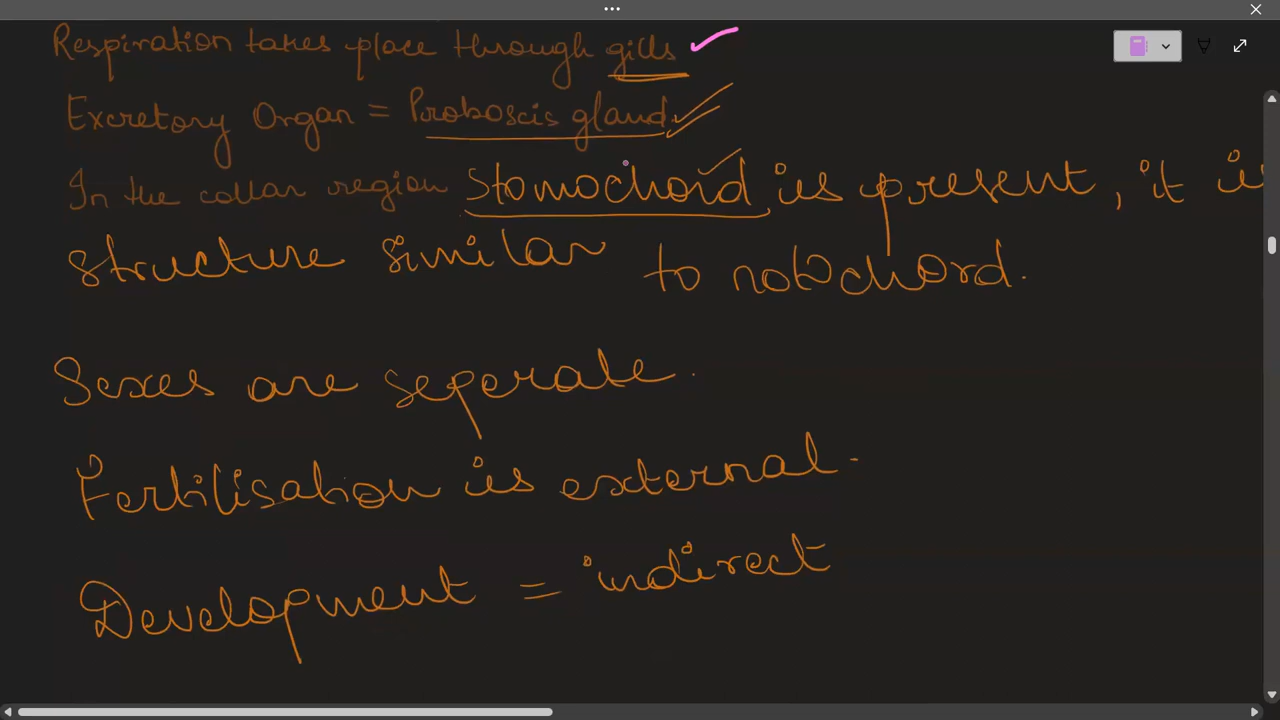 Respiration takes place through gills
Excretory Organ = Proboscis gland.
In the collar region Stomochord is present, it is
structure similar to notochord.
Sexes are seperate.
Fertilisation is external.
Development = indirect